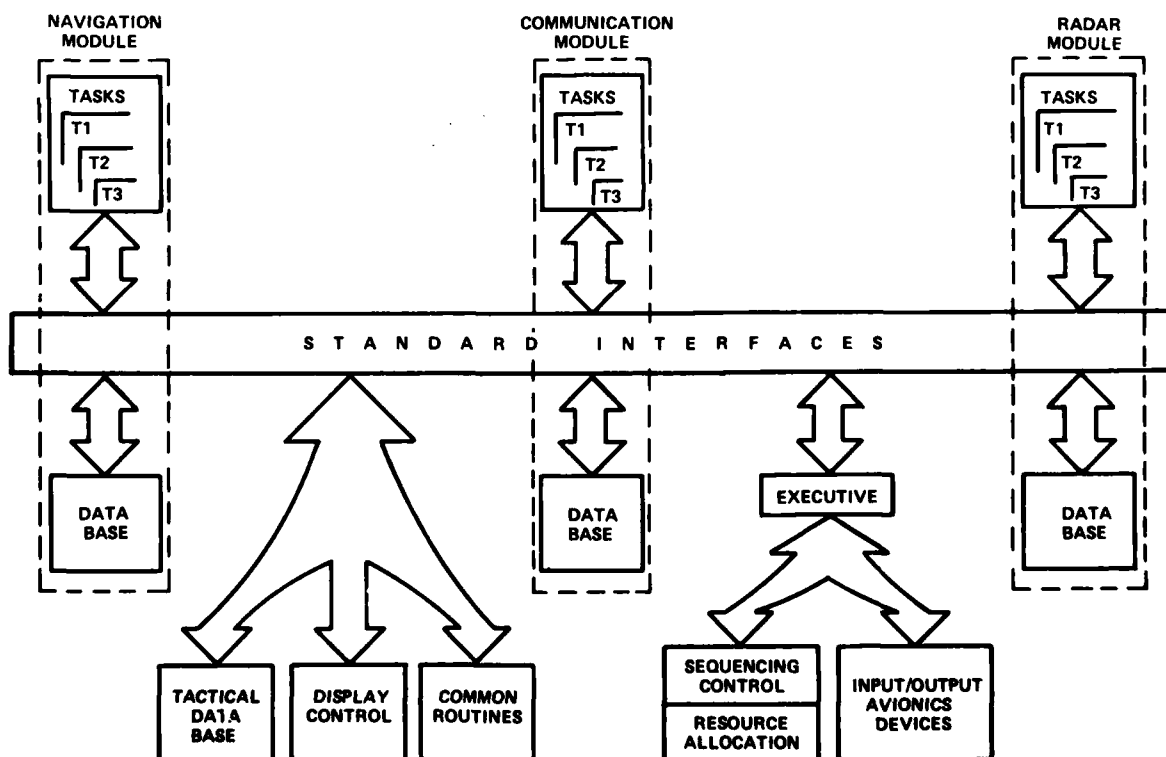 NAVIGATION
MODULE
COMMUNICATION
MODULE
RADAR
MODULE
TASKS
T1
T2
T3
TASKS
T1
T2
T3
TASKS
T1
T2
T3
STANDARD INTERFACES
DATA
BASE
DATA
BASE
EXECUTIVE
DATA
BASE
TACTICAL
DATA
BASE
DISPLAY
CONTROL
COMMON
ROUTINES
SEQUENCING
CONTROL
RESOURCE
ALLOCATION
INPUT/OUTPUT
AVIONICS
DEVICES